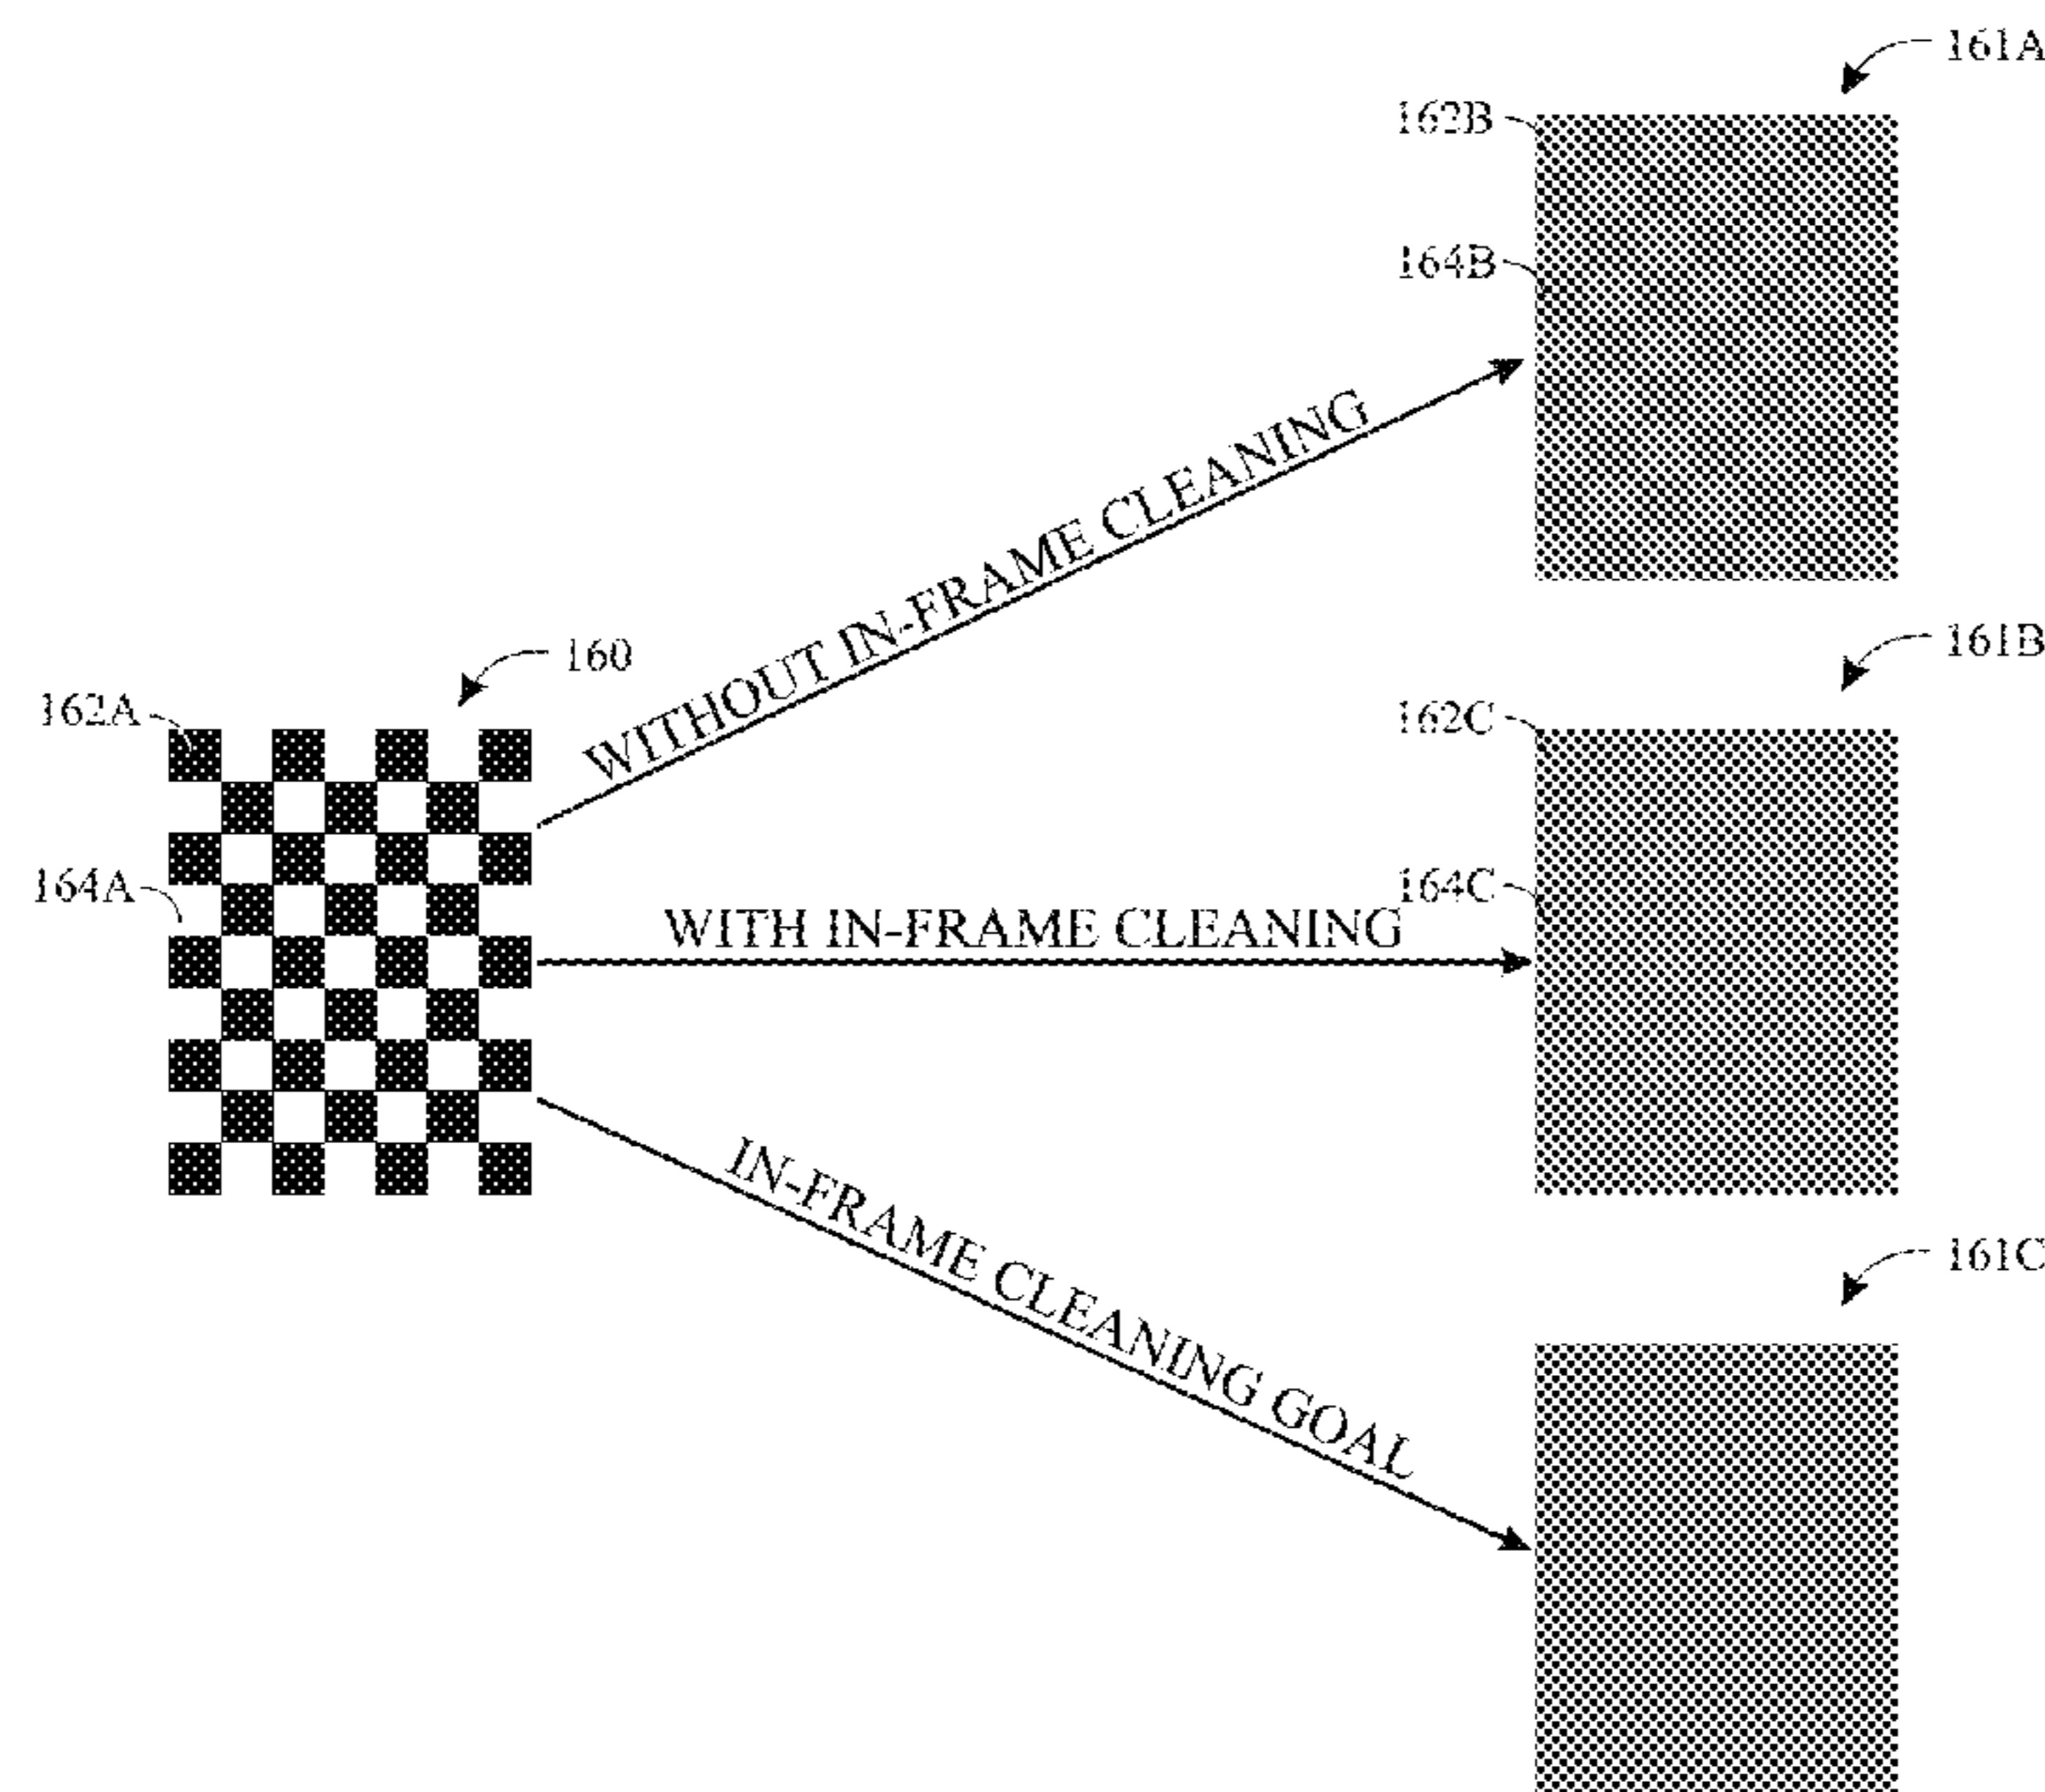 161A
162B
164B
WITHOUT IN-FRAME CLEANING
160
161B
162A
162C
164A
164C
WITH IN-FRAME CLEANING
IN-FRAME CLEANING GOAL
161C